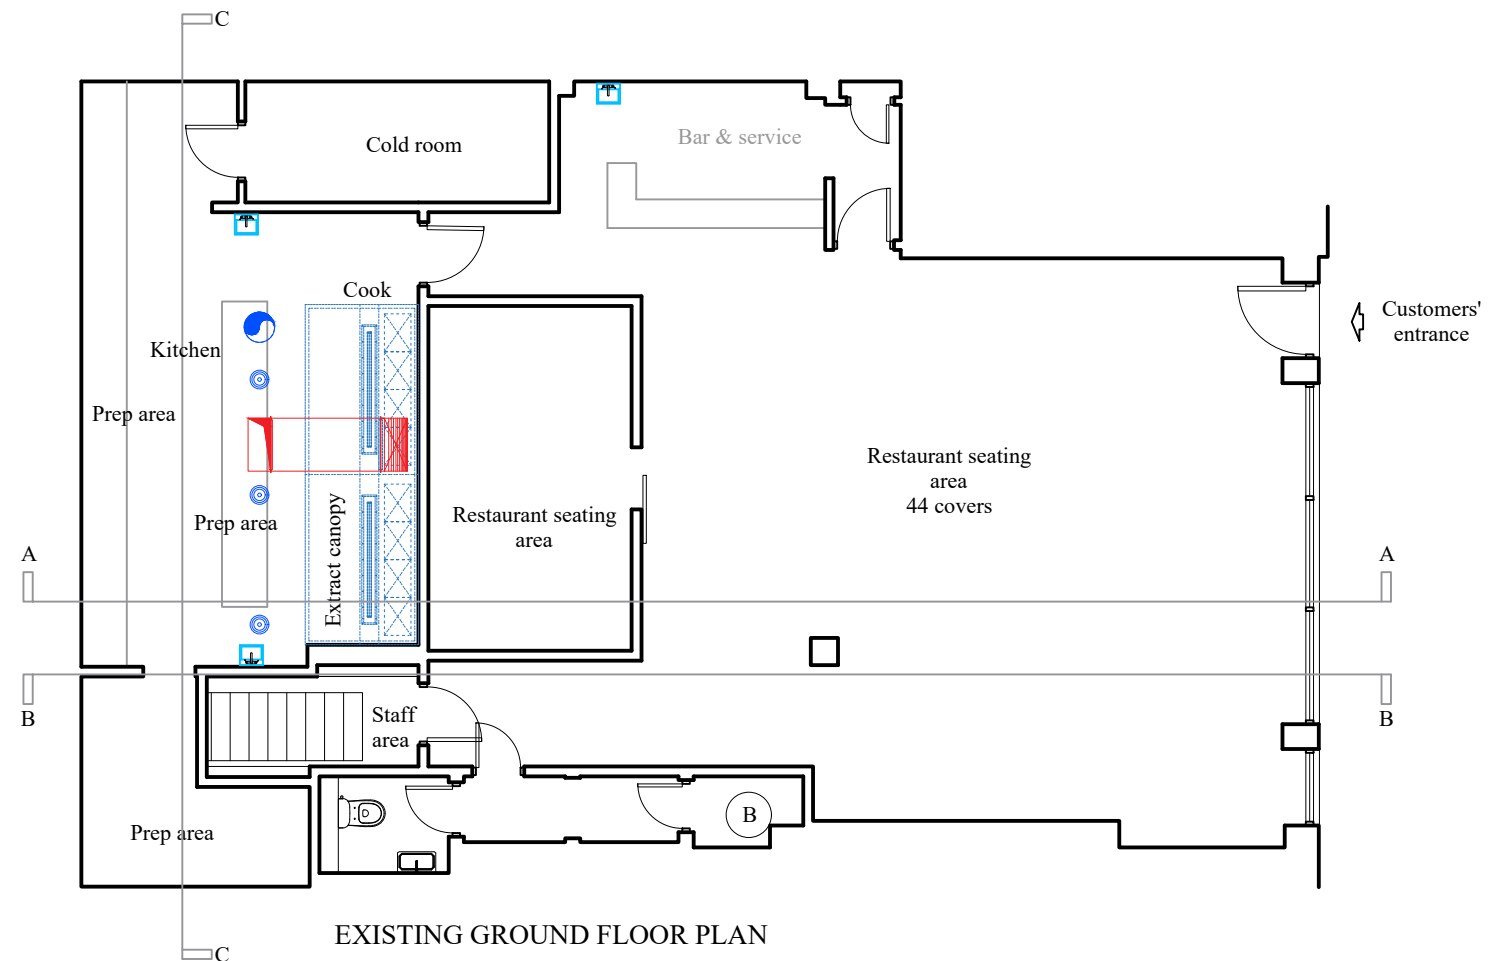 C
Cold room
Bar & service
Cook
Customers'
entrance
Kitchen
Prep area
Restaurant seating
area
44 covers
Extract canopy
Prep area
Restaurant seating
area
A
A
B
B
Staff
area
B
Prep area
EXISTING GROUND FLOOR PLAN
C